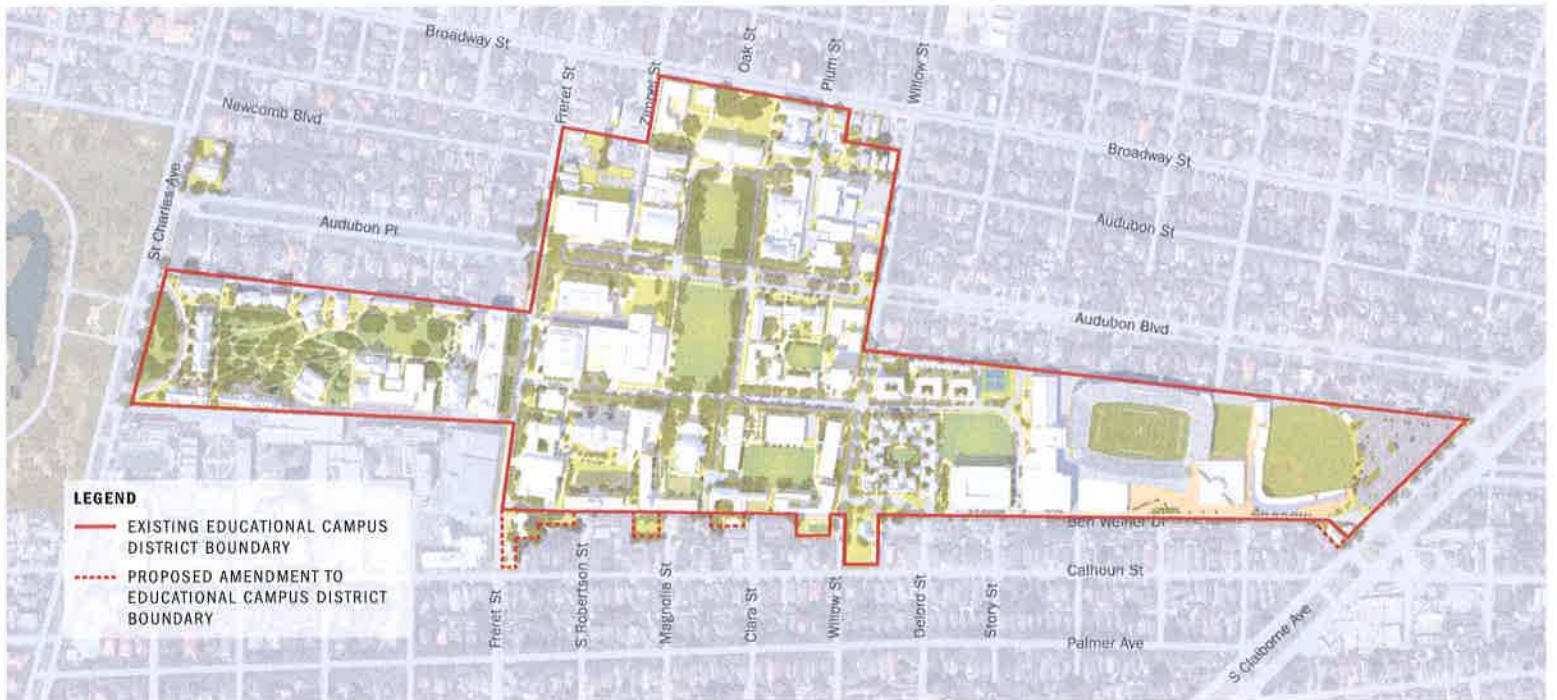 Broadway St
Oak St
Plum St
Willow St
Freret St
Zimpel St
Newcomb Blvd
Broadway St
St Charles Ave
Audubon Pl
Audubon St
Audubon Blvd
LEGEND
EXISTING EDUCATIONAL CAMPUS
DISTRICT BOUNDARY
PROPOSED AMENDMENT TO
EDUCATIONAL CAMPUS DISTRICT
BOUNDARY
Ben Weiner Dr
Calhoun St
Freret St
S Robertson St
Magnolia St
Clara St
Willow St
Delord St
Story St
Palmer Ave
S Claiborne Ave